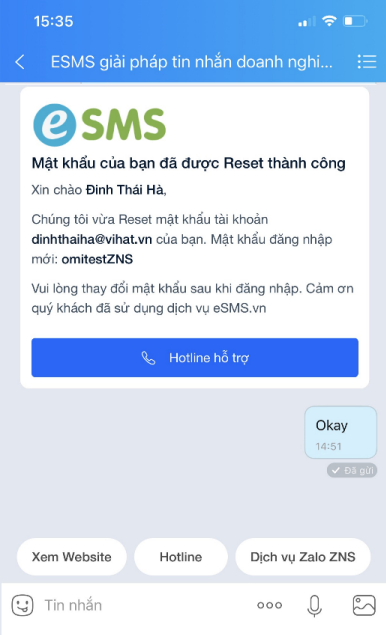 15:35
ESMS giải pháp tin nhắn doanh nghi...
eSMS
Mật khẩu của bạn đã được Reset thành công
Xin chào Đinh Thái Hà,
Chúng tôi vừa Reset mật khẩu tài khoản
dinhthaiha@vihat.vn của bạn. Mật khẩu đăng nhập
mới: omitestZNS
Vui lòng thay đổi mật khẩu sau khi đăng nhập. Cảm ơn
quý khách đã sử dụng dịch vụ eSMS.vn
Hotline hỗ trợ
Okay
14:51
Đã gửi
Xem Website
Hotline
Dịch vụ Zalo ZNS
Tin nhắn